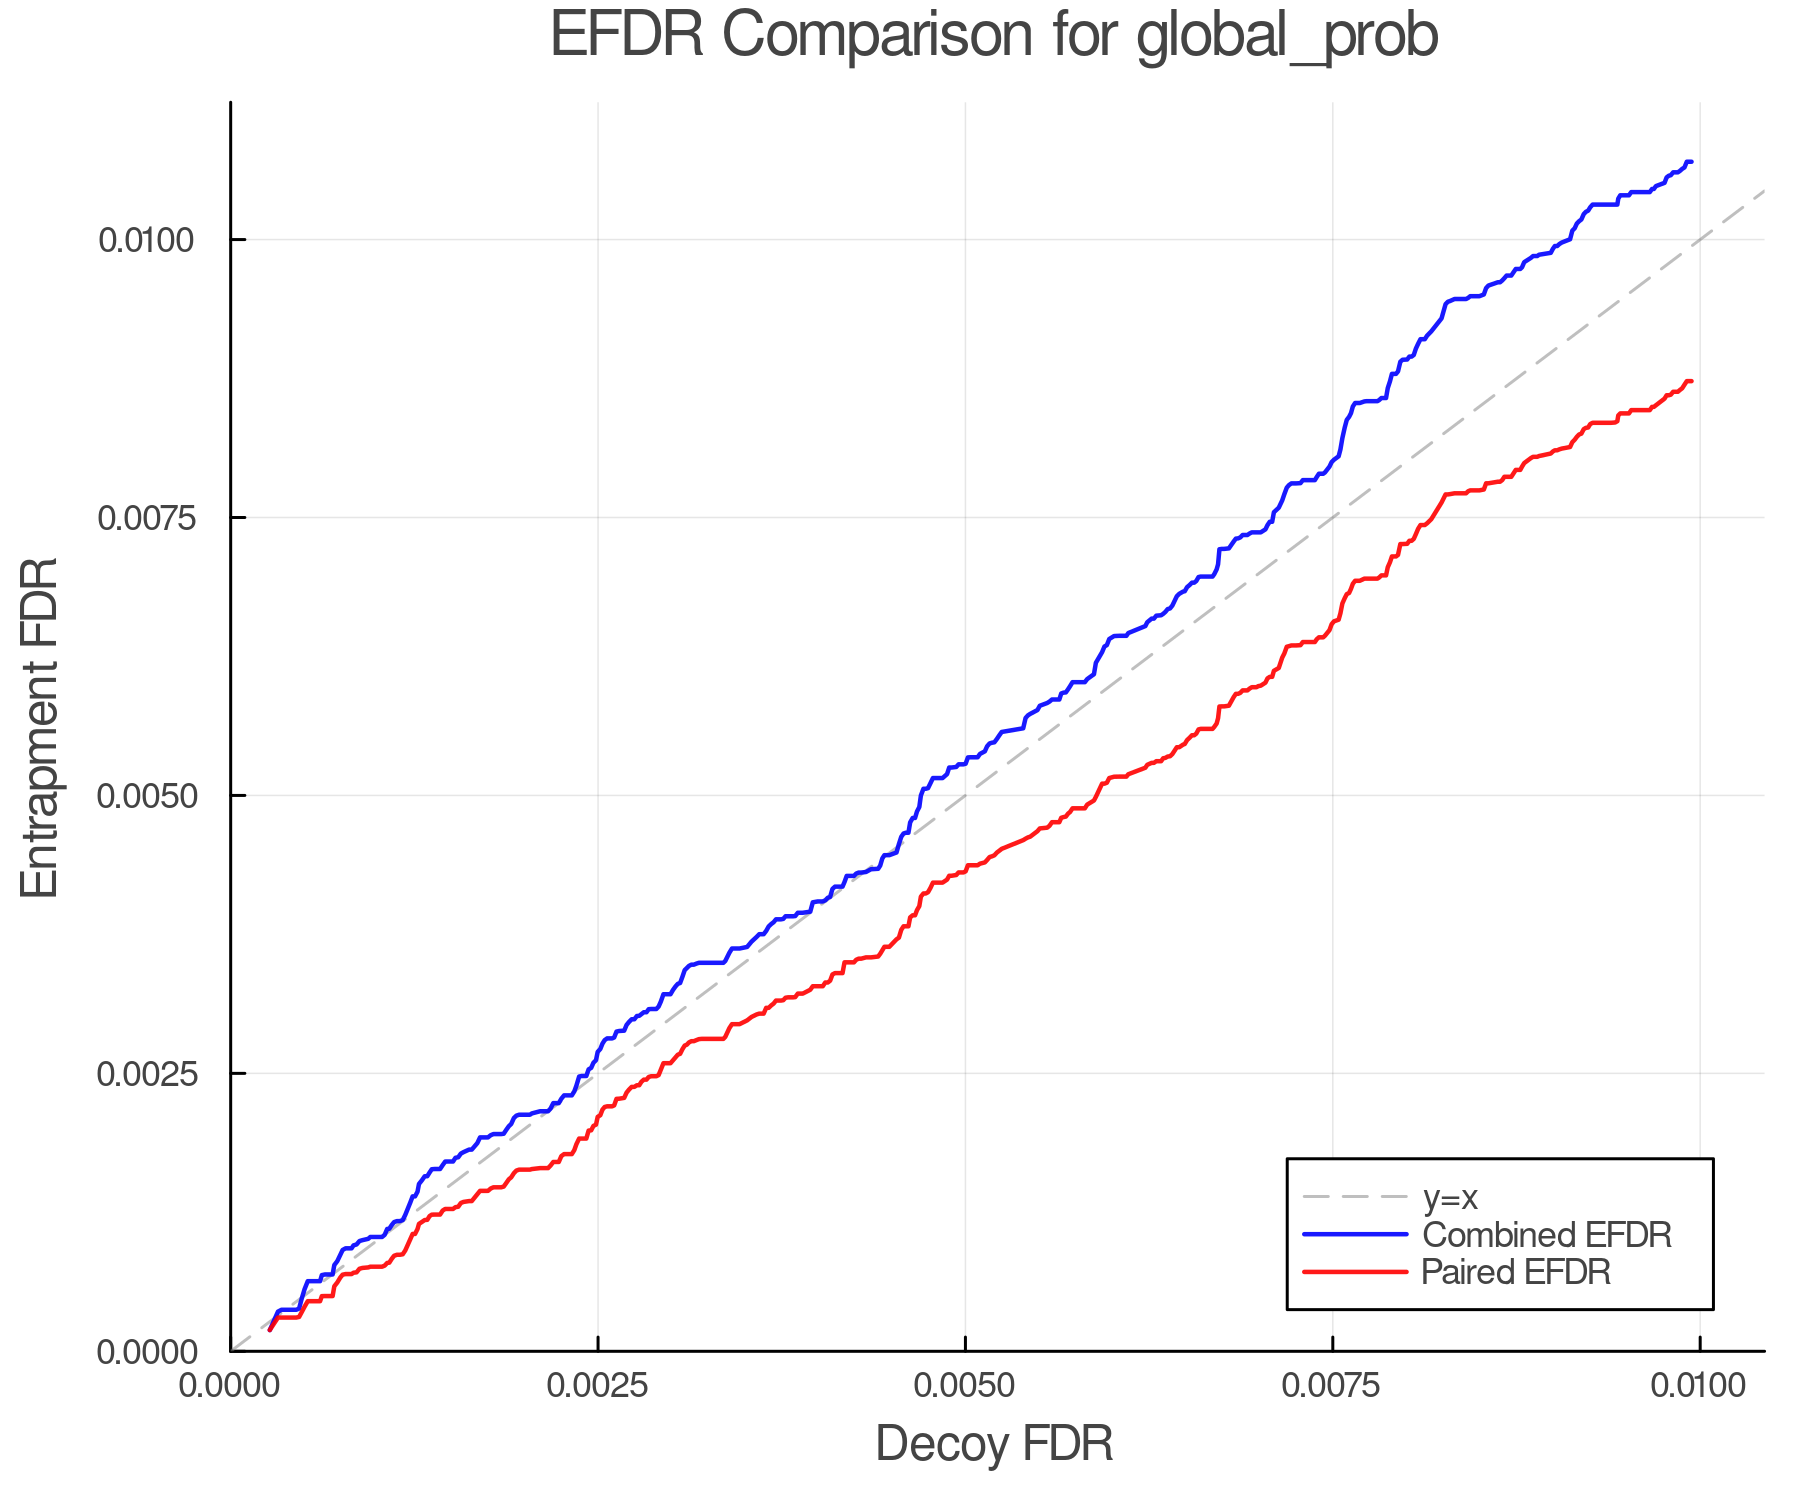 EFDR Comparison for global_prob
Entrapment FDR
0.0100
0.0075
0.0050
0.0025
0.0000
0.0000 0.0025 0.0050 0.0075 0.0100
Decoy FDR
y=x
Combined EFDR
Paired EFDR